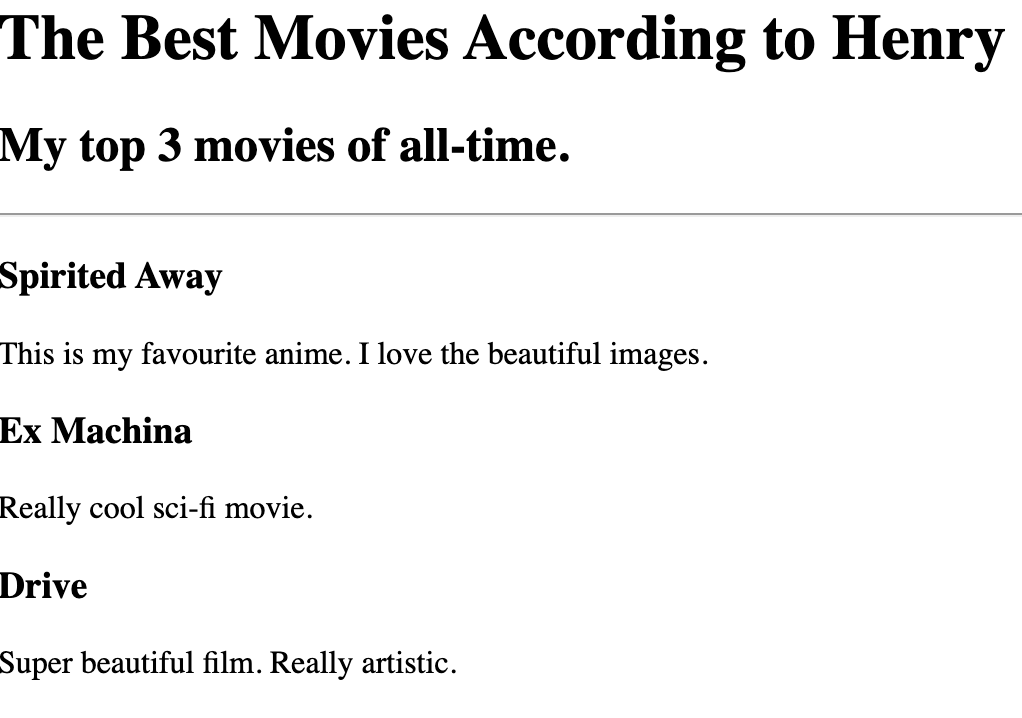 The Best Movies According to Henry
My top 3 movies of all-time.
Spirited Away
This is my favourite anime. I love the beautiful images.
Ex Machina
Really cool sci-fi movie.
Drive
Super beautiful film. Really artistic.